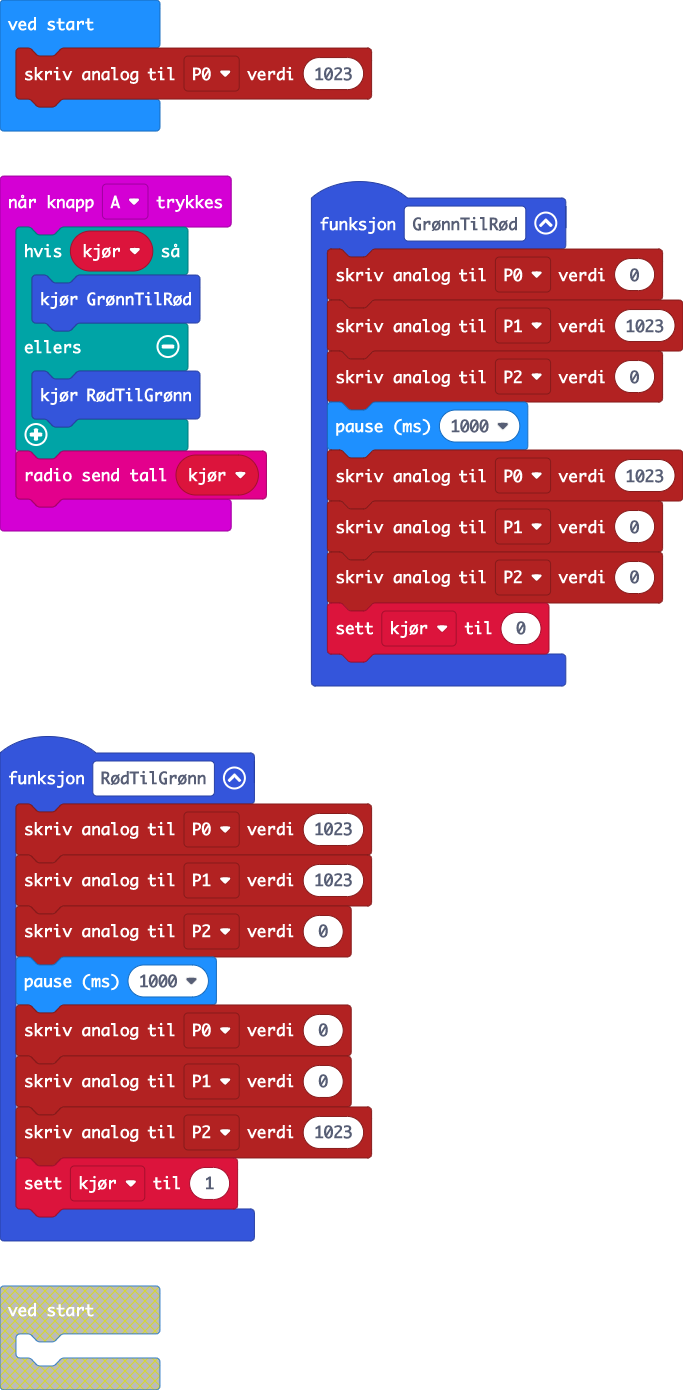 ved start
skriv analog til P0 verdi 1023
når knapp A trykkes
hvis kjør så
kjør GrønnTilRød
ellers
kjør RødTilGrønn
radio send tall kjør
funksjon GrønnTilRød
skriv analog til P0 verdi 0
skriv analog til P1 verdi 1023
skriv analog til P2 verdi 0
pause (ms) 1000
skriv analog til P0 verdi 1023
skriv analog til P1 verdi 0
skriv analog til P2 verdi 0
sett kjør til 0
funksjon RødTilGrønn
skriv analog til P0 verdi 1023
skriv analog til P1 verdi 1023
skriv analog til P2 verdi 0
pause (ms) 1000
skriv analog til P0 verdi 0
skriv analog til P1 verdi 0
skriv analog til P2 verdi 1023
sett kjør til 1
ved start